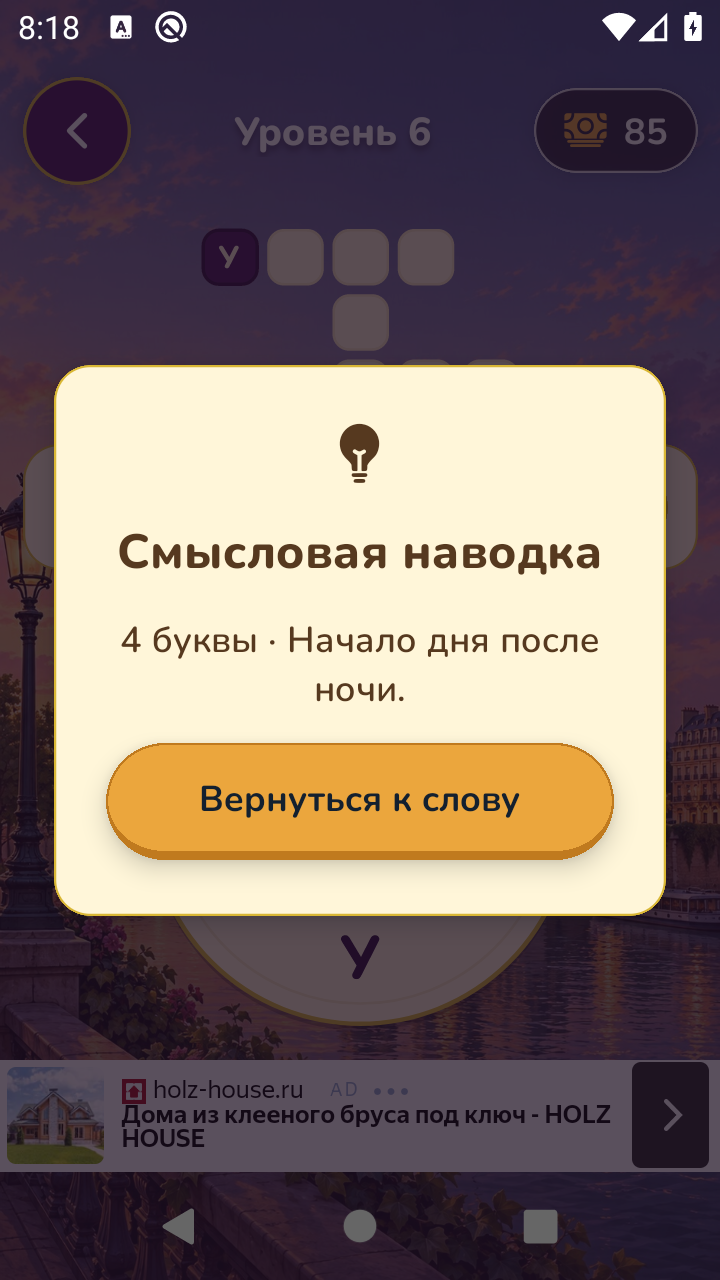 8:18
Уровень 6
85
У
Смысловая наводка
4 буквы · Начало дня после
ночи.
Вернуться к слову
У
holz-house.ru AD
Дома из клееного бруса под ключ - HOLZ
HOUSE